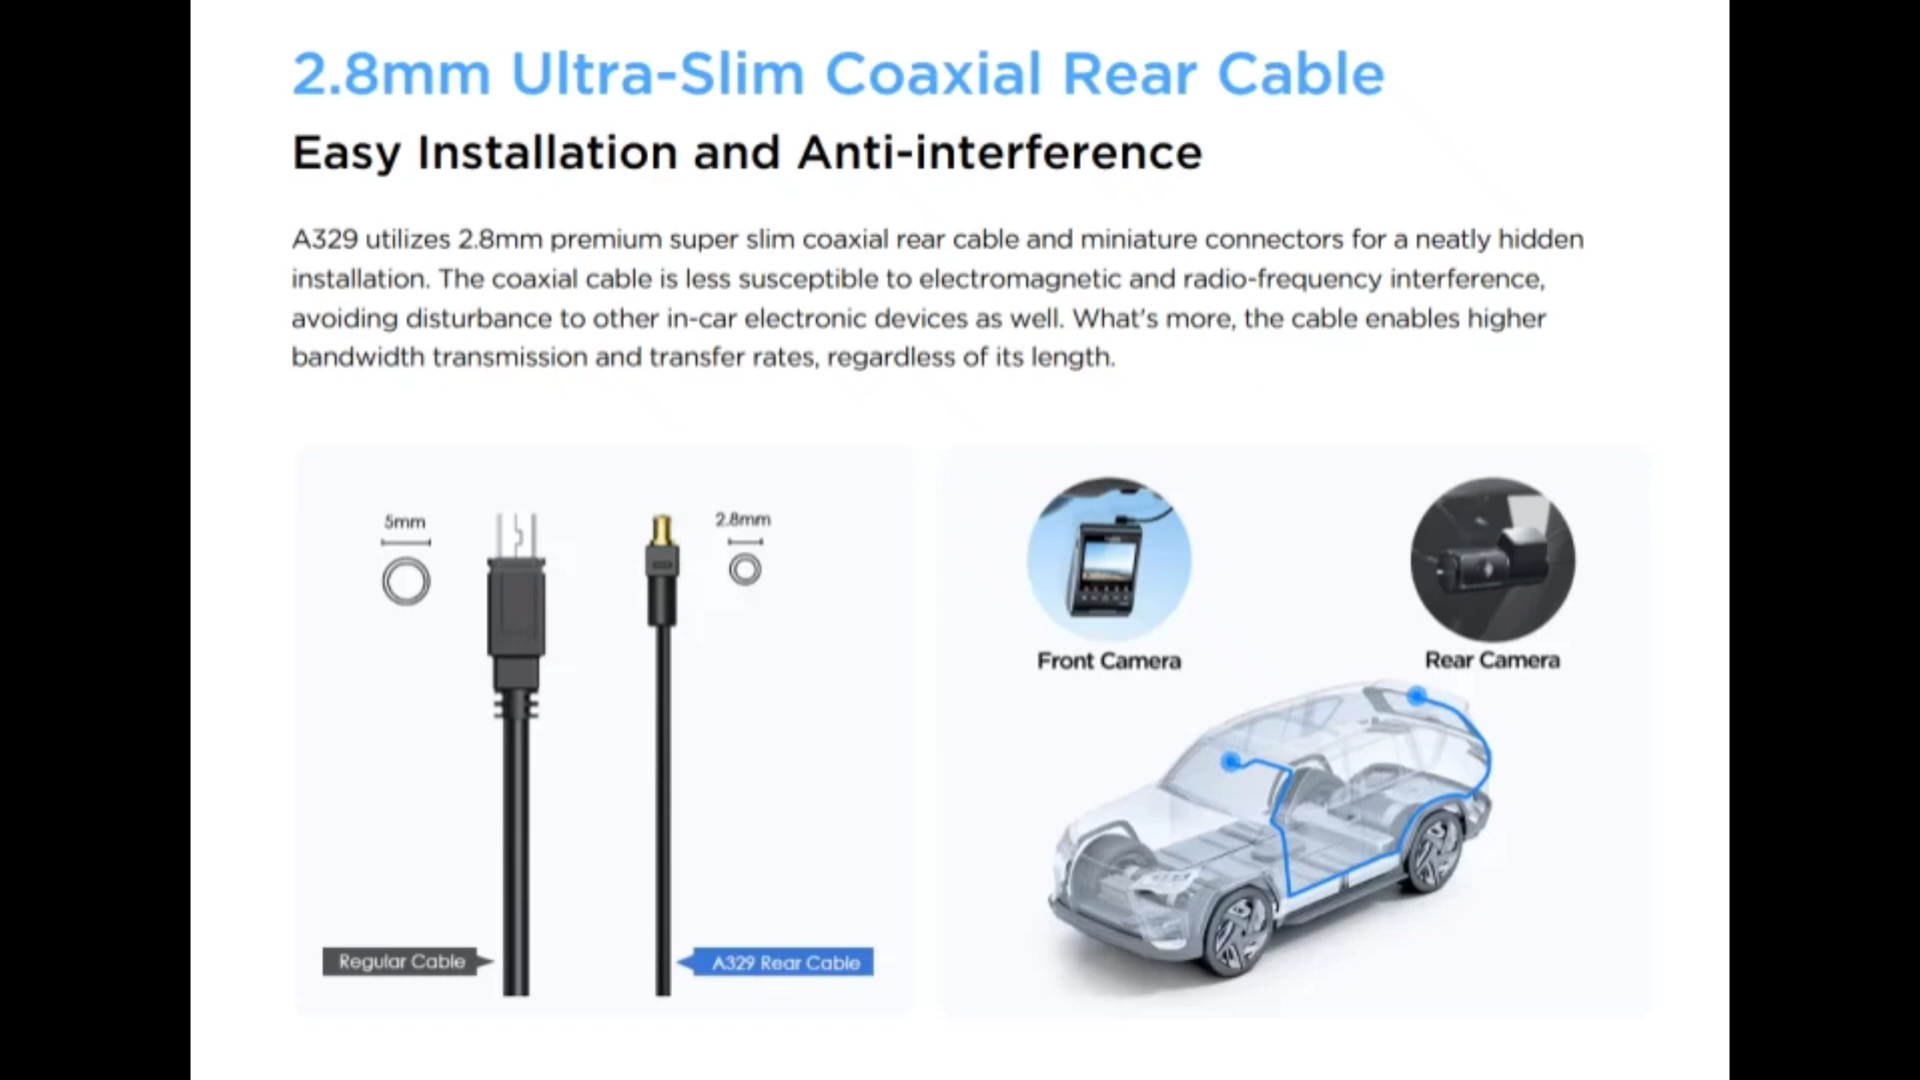 2.8mm Ultra-Slim Coaxial Rear Cable
Easy Installation and Anti-interference
A329 utilizes 2.8mm premium super slim coaxial rear cable and miniature connectors for a neatly hidden
installation. The coaxial cable is less susceptible to electromagnetic and radio-frequency interference,
avoiding disturbance to other in-car electronic devices as well. What's more, the cable enables higher
bandwidth transmission and transfer rates, regardless of its length.
5mm
2.8mm
Regular Cable
A329 Rear Cable
Front Camera
Rear Camera